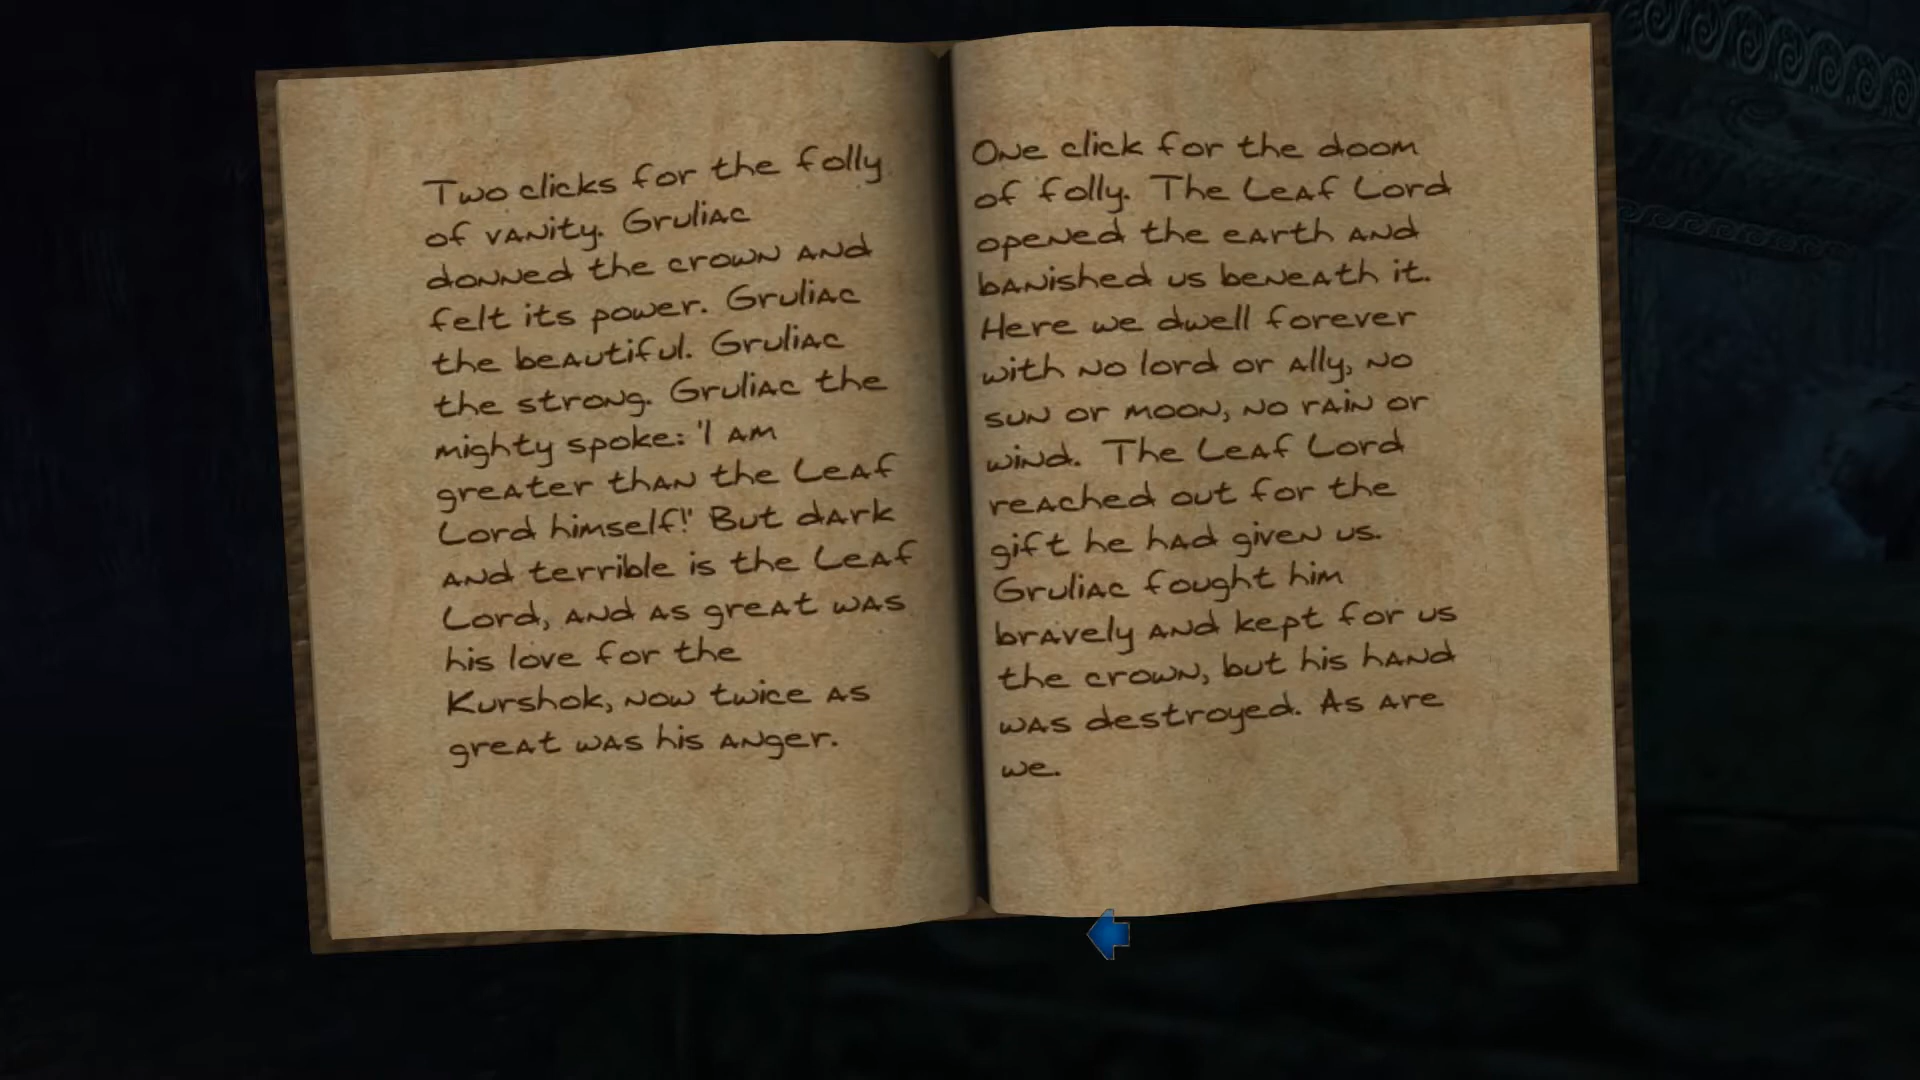 Two clicks for the folly
of vanity. Gruliac
donned the crown and
felt its power. Gruliac
the beautiful. Gruliac
the strong. Gruliac the
mighty spoke: 'I am
greater than the Leaf
Lord himself!' But dark
and terrible is the Leaf
Lord, and as great was
his love for the
Kurshok, now twice as
great was his anger.
One click for the doom
of folly. The Leaf Lord
opened the earth and
banished us beneath it.
Here we dwell forever
with no lord or ally, no
sun or moon, no rain or
wind. The Leaf Lord
reached out for the
gift he had given us.
Gruliac fought him
bravely and kept for us
the crown, but his hand
was destroyed. As are
we.